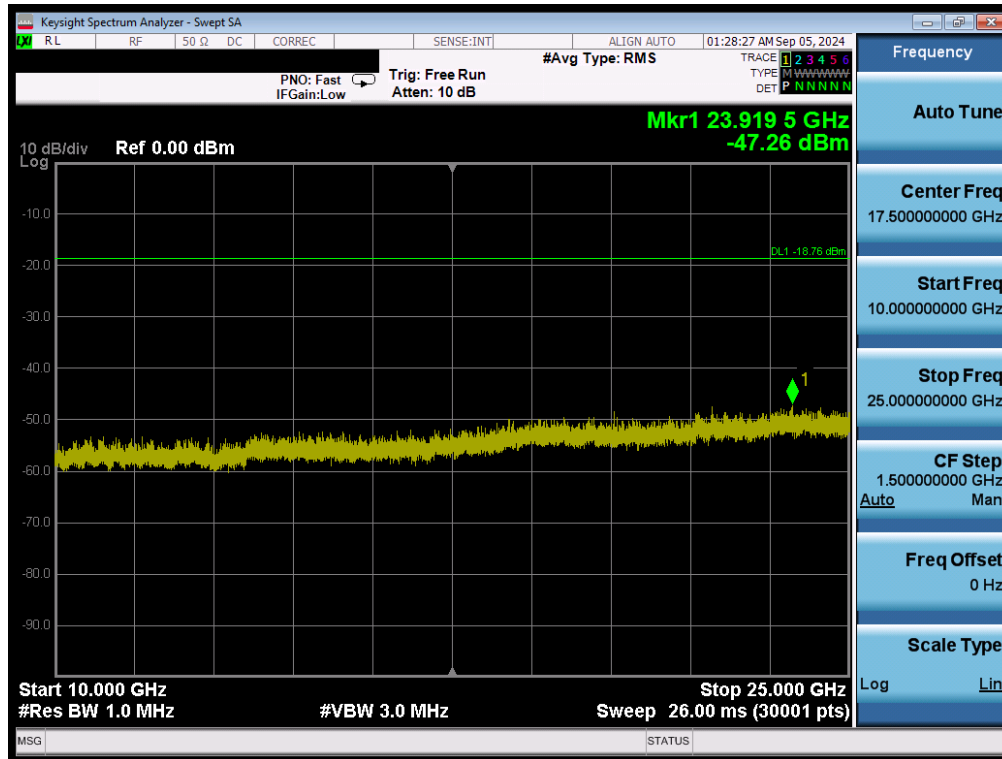 Keysight Spectrum Analyzer - Swept SA
LXI RL RF 50 Ω DC CORREC SENSE:INT ALIGN AUTO 01:28:27 AM Sep 05, 2024
PNO: Fast
IFGain:Low
Trig: Free Run
Atten: 10 dB
#Avg Type: RMS
TRACE 1 2 3 4 5 6
TYPE M WWWWW
DET P N N N N N
Mkr1 23.919 5 GHz
-47.26 dBm
10 dB/div
Log
Ref 0.00 dBm
-10.0
-20.0
-30.0
-40.0
-50.0
-60.0
-70.0
-80.0
-90.0
DL1 -18.76 dBm
1
Start 10.000 GHz
Stop 25.000 GHz
#Res BW 1.0 MHz
#VBW 3.0 MHz
Sweep 26.00 ms (30001 pts)
MSG
STATUS
Frequency
Auto Tune
Center Freq
17.500000000 GHz
Start Freq
10.000000000 GHz
Stop Freq
25.000000000 GHz
CF Step
1.500000000 GHz
Auto Man
Freq Offset
0 Hz
Scale Type
Log Lin